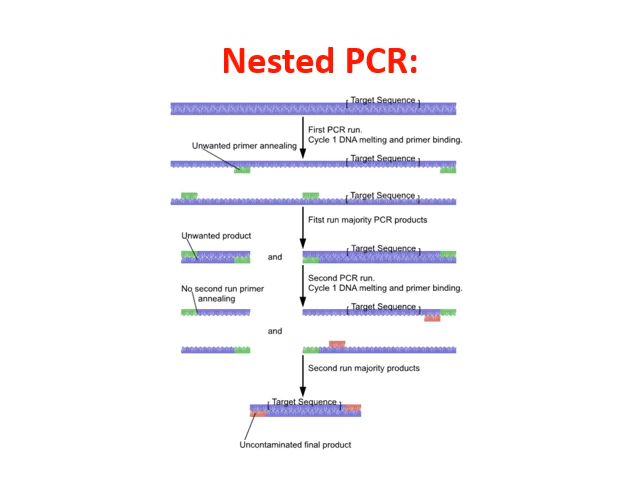 Nested PCR:
[ Target Sequence ]
First PCR run.
Cycle 1 DNA melting and primer binding.
Unwanted primer annealing
[ Target Sequence ]
[ Target Sequence ]
Fitst run majority PCR products
Unwanted product
and
[ Target Sequence ]
Second PCR run.
Cycle 1 DNA melting and primer binding.
No second run primer
annealing
[ Target Sequence ]
and
Second run majority products
[ Target Sequence ]
Uncontaminated final product